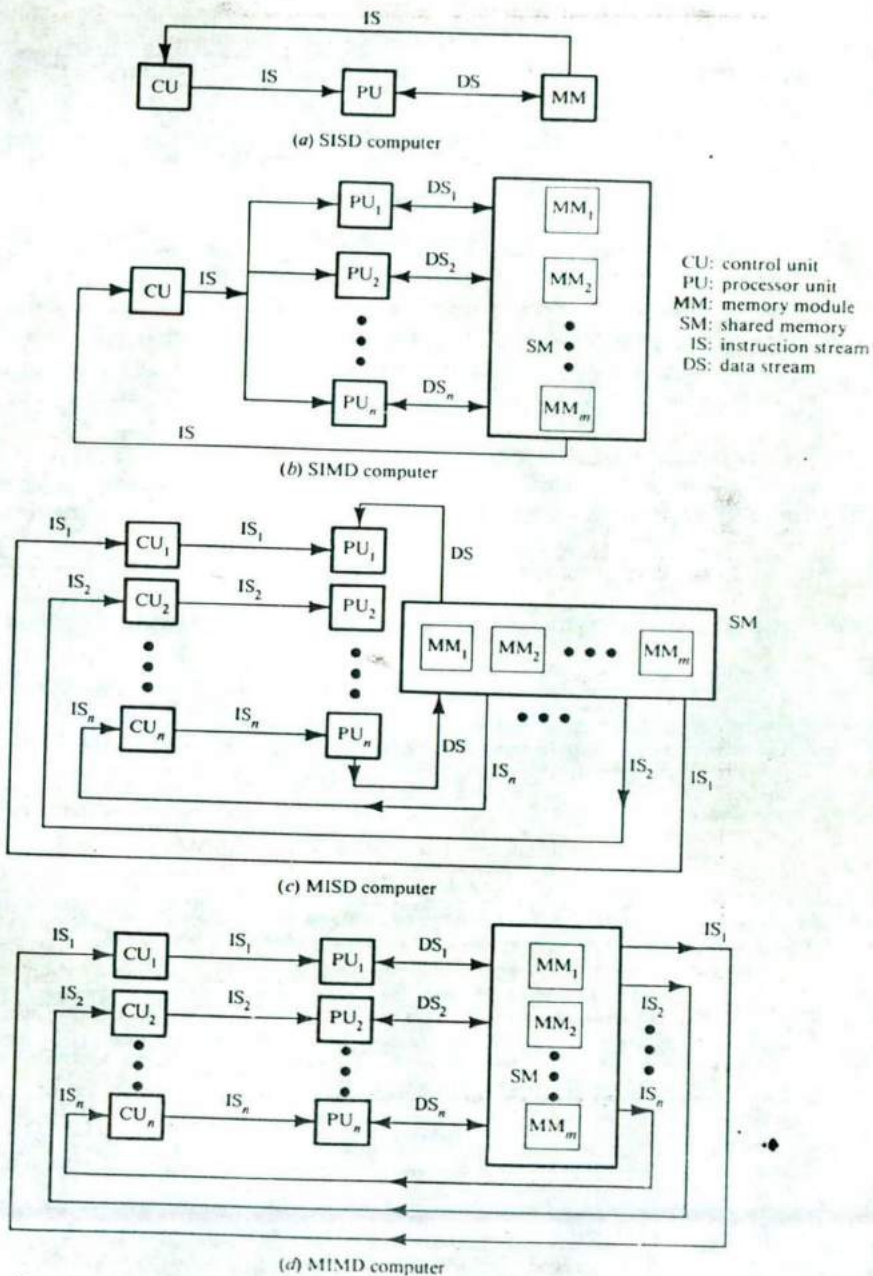 IS
CU IS PU DS MM
(a) SISD computer
PU₁ DS₁ MM₁
CU IS PU₂ DS₂ MM₂
SM
PUₙ DSₙ MMₘ
IS
(b) SIMD computer
CU: control unit
PU: processor unit
MM: memory module
SM: shared memory
IS: instruction stream
DS: data stream
IS₁ CU₁ IS₁ PU₁ DS
IS₂ CU₂ IS₂ PU₂
SM
MM₁ MM₂ MMₘ
ISₙ CUₙ ISₙ PUₙ DS ISₙ IS₂ IS₁
(c) MISD computer
IS₁ CU₁ IS₁ PU₁ DS₁ MM₁ IS₁
IS₂ CU₂ IS₂ PU₂ DS₂ MM₂ IS₂
SM
ISₙ CUₙ ISₙ PUₙ DSₙ MMₘ ISₙ
(d) MIMD computer